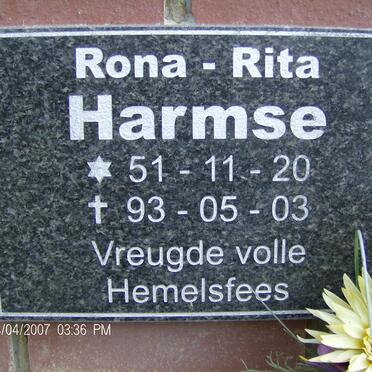 Rona - Rita
Harmse
✶ 51 - 11 - 20
✝ 93 - 05 - 03
Vreugde volle
Hemelsfees
/04/2007 03:36 PM